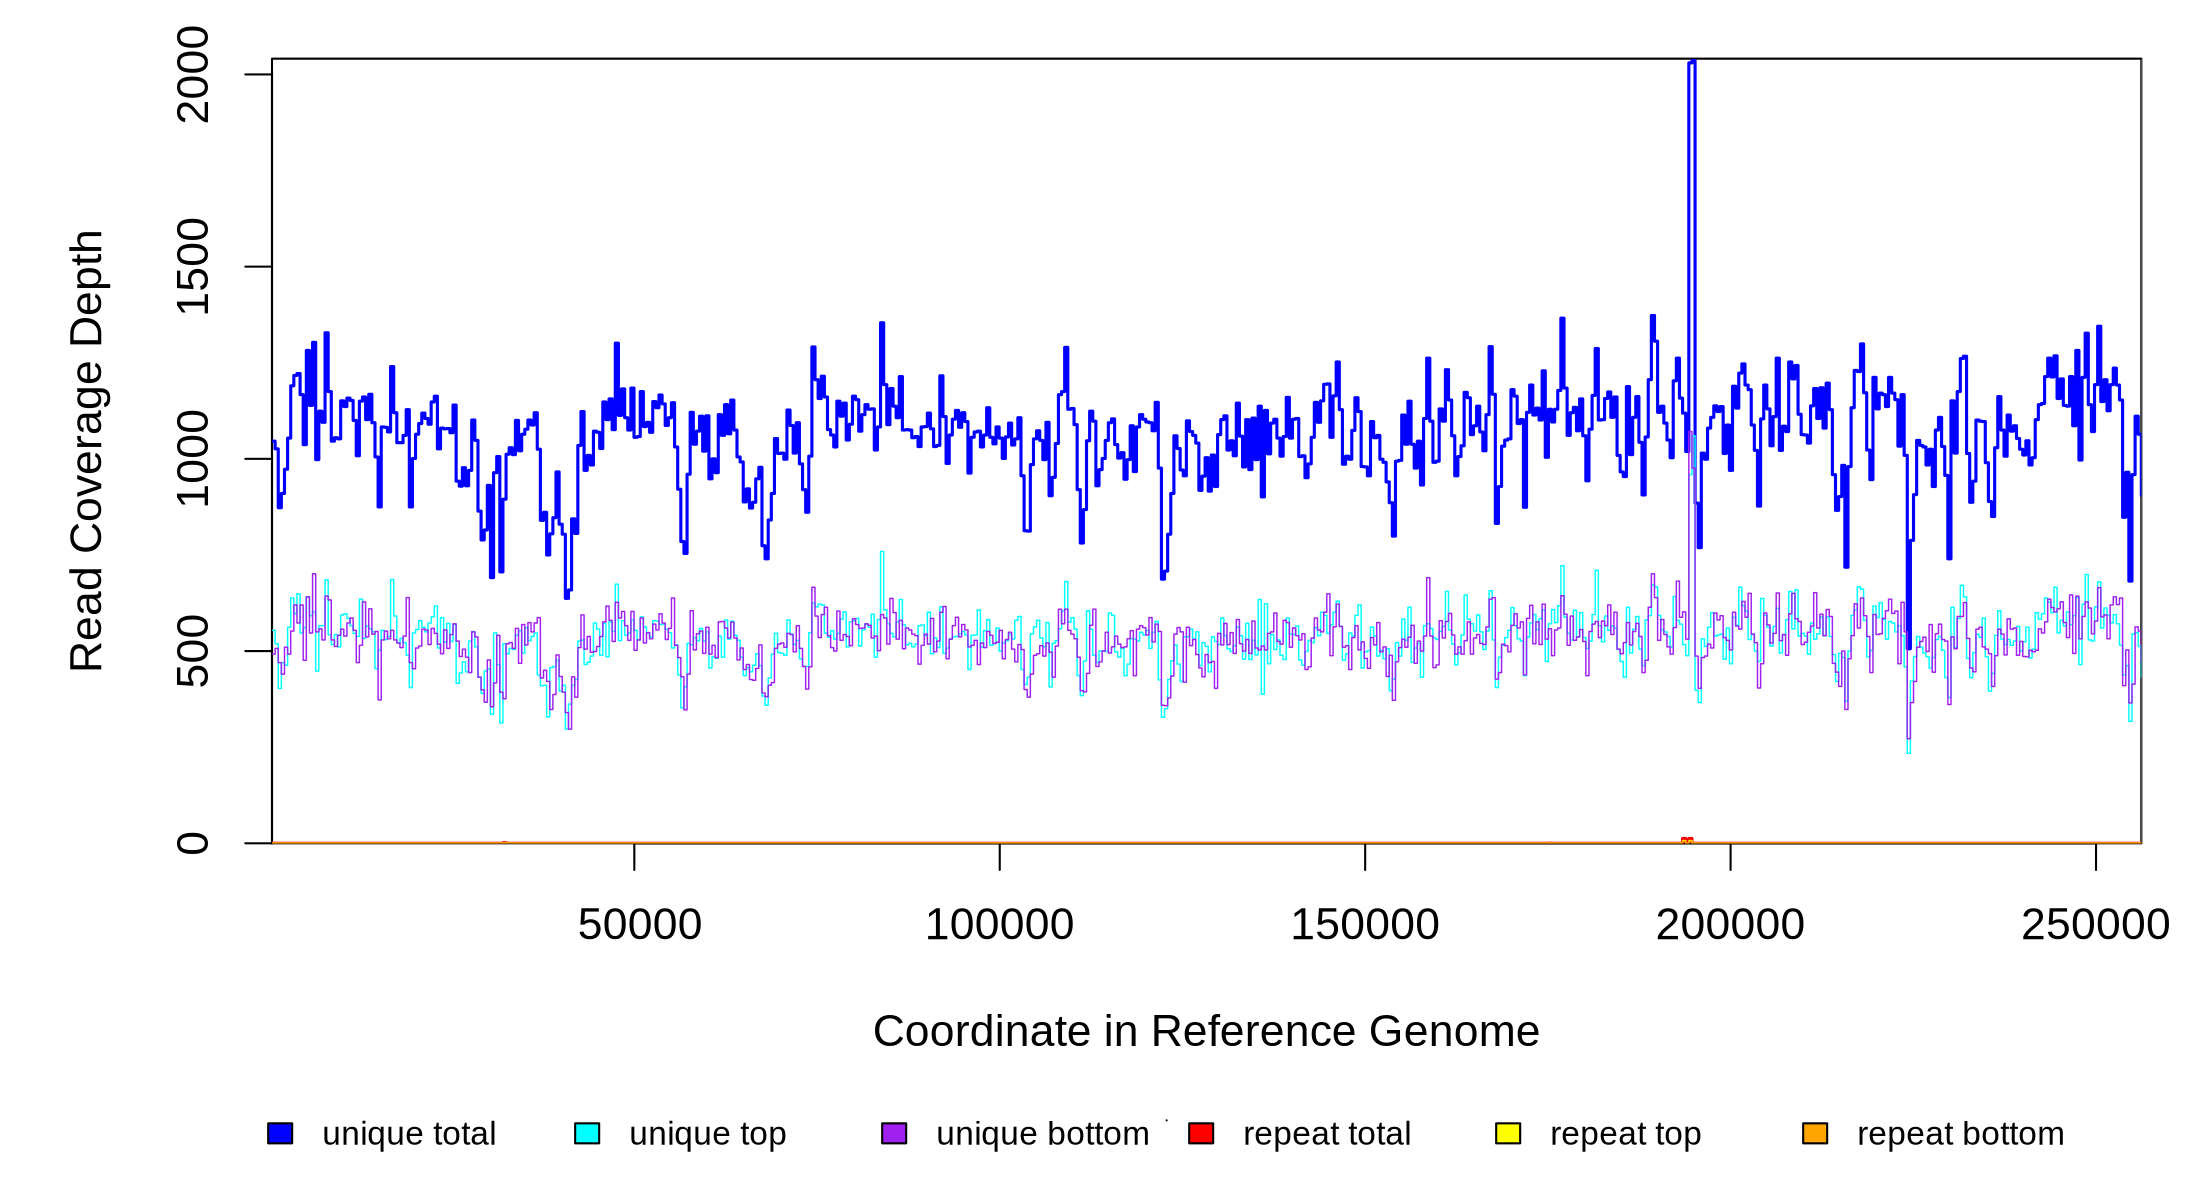 2000
1500
1000
500
0
Read Coverage Depth
50000 100000 150000 200000 250000
Coordinate in Reference Genome
unique total unique top unique bottom repeat total repeat top repeat bottom